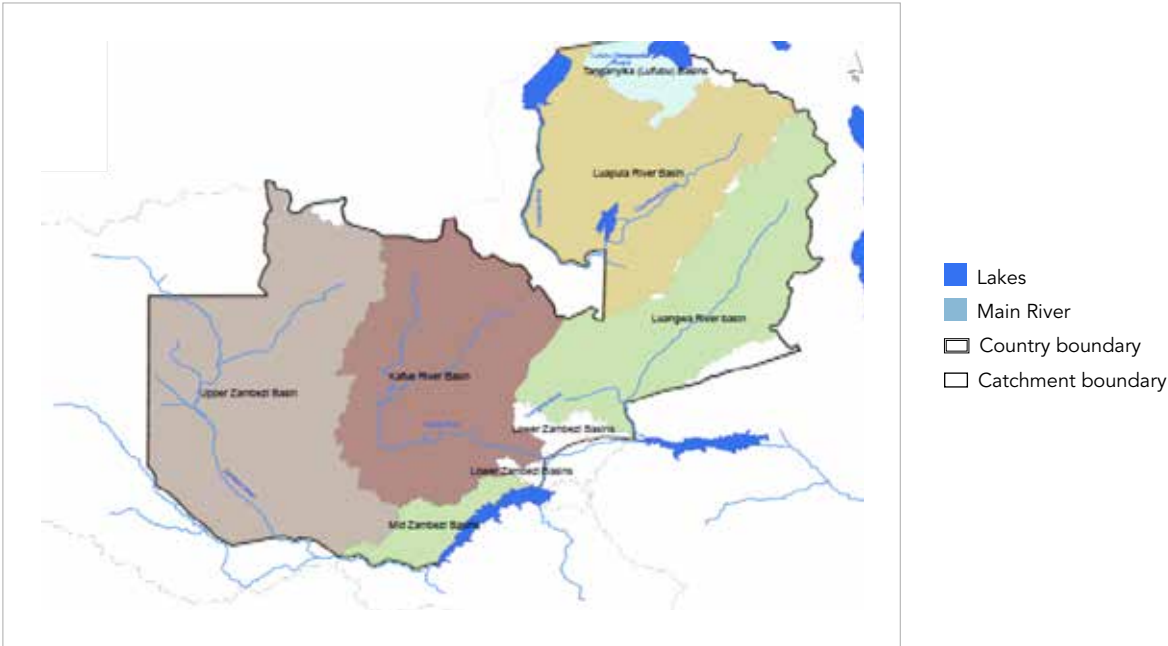 Tanganyika (Lufubu) Basins
Luapula River Basin
Luangwa River basin
Kafue River Basin
Upper Zambezi Basin
Lower Zambezi Basins
Lower Zambezi Basins
Mid Zambezi Basins
Lakes
Main River
Country boundary
Catchment boundary